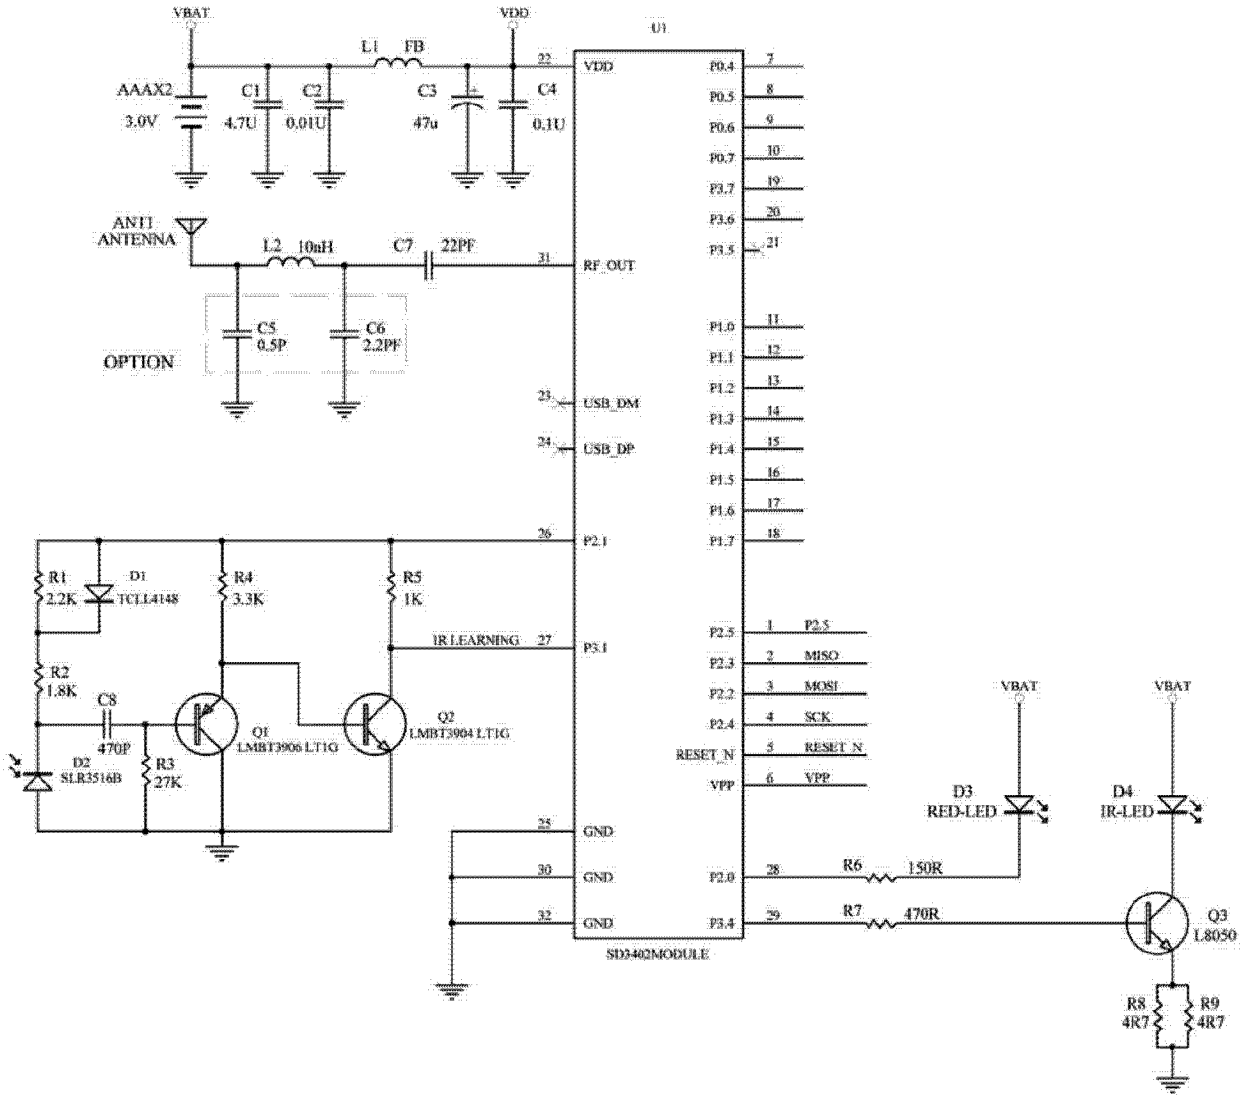 VBAT
VDD
U1
L1 FB
22 VDD
AAAX2
3.0V
C1
4.7U
C2
0.01U
C3
+
47u
C4
0.1U
P0.4 7
P0.5 8
P0.6 9
P0.7 10
P3.7 19
P3.6 20
P3.5 21
ANT1
ANTENNA
L2 10nH
C7 22PF
31 RF_OUT
C5
0.5P
C6
2.2PF
OPTION
P1.0 11
P1.1 12
P1.2 13
P1.3 14
P1.4 15
P1.5 16
P1.6 17
P1.7 18
23 USB_DM
24 USB_DP
26 P2.1
R1
2.2K
D1
TCLL4148
R4
3.3K
R5
1K
IR LEARNING 27 P3.1
R2
1.8K
C8
470P
Q1
LMBT3906 LT1G
Q2
LMBT3904 LT1G
D2
SLR3516B
R3
27K
P2.5 1 P2.5
P2.3 2 MISO
P2.2 3 MOSI
P2.4 4 SCK
RESET_N 5 RESET_N
VPP 6 VPP
VBAT
VBAT
D3
RED-LED
D4
IR-LED
25 GND
30 GND
32 GND
P2.0 28 R6 150R
P3.4 29 R7 470R
Q3
L8050
SD3402MODULE
R8
4R7
R9
4R7